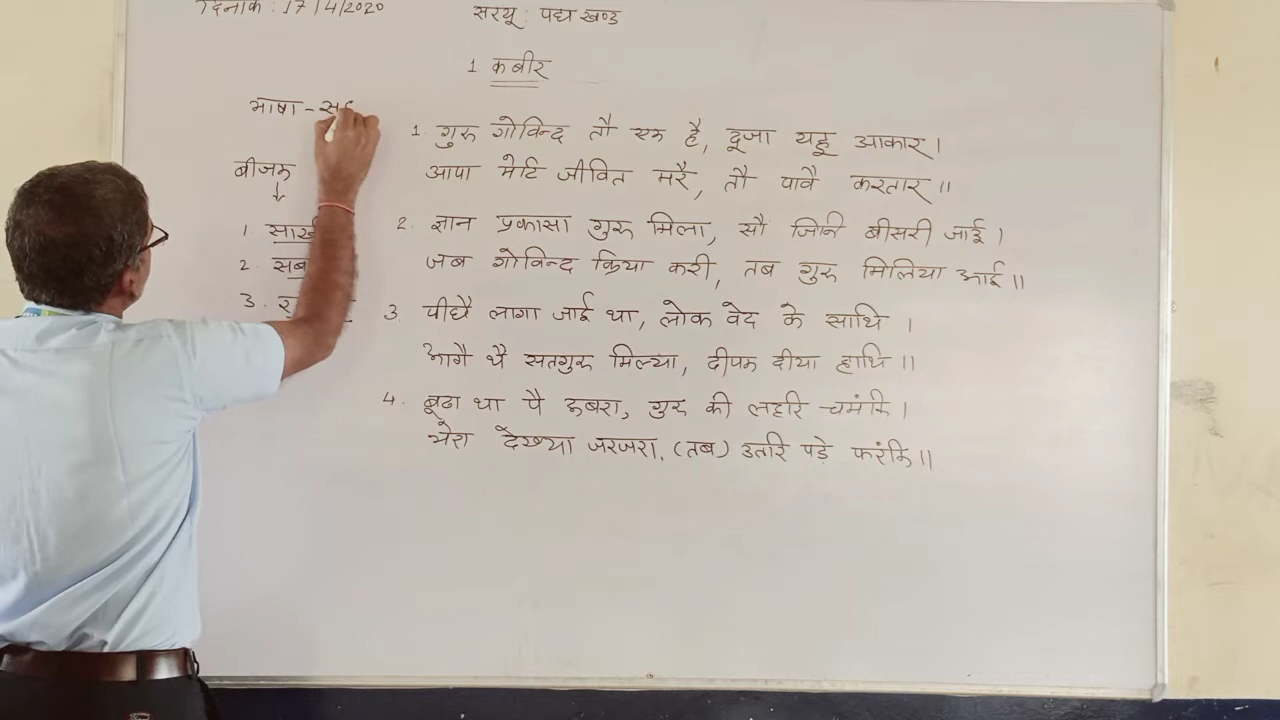 दिनांक : 17/4/2020
सरयू : पद्य खण्ड
1 कबीर
भाषा -
बीजक
↓
1. साखी
2. सब
3.
1. गुरु गोविन्द तौ एक है, दूजा यहू आकार।
आपा मेटि जीवित मरै, तौ पावै करतार॥
2. ज्ञान प्रकासा गुरु मिला, सौ जिनि बीसरी जाई।
जब गोविन्द क्रिपा करी, तब गुरु मिलिया आई॥
3. पीछै लागा जाई था, लोक वेद के साथि।
आगै थै सतगुरु मिल्या, दीपक दीया हाथि॥
4. बूढा था पै ऊबरा, गुरु की लहरि चमंकि।
भेरा देख्या जरजरा, (तब) उतरि पड़े फरंकि॥